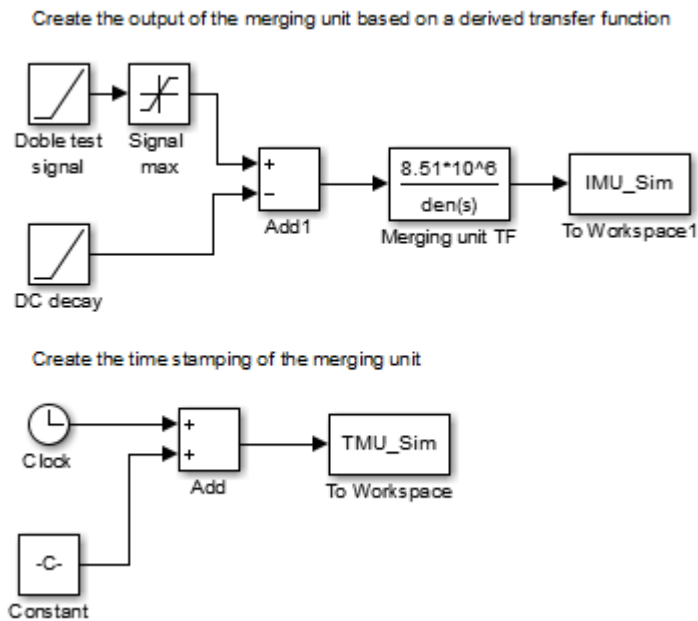 Create the output of the merging unit based on a derived transfer function
Doble test
signal
Signal
max
+
−
Add1
8.51*10^6
den(s)
Merging unit TF
IMU_Sim
To Workspace1
DC decay
Create the time stamping of the merging unit
Clock
+
+
Add
TMU_Sim
To Workspace
-C-
Constant